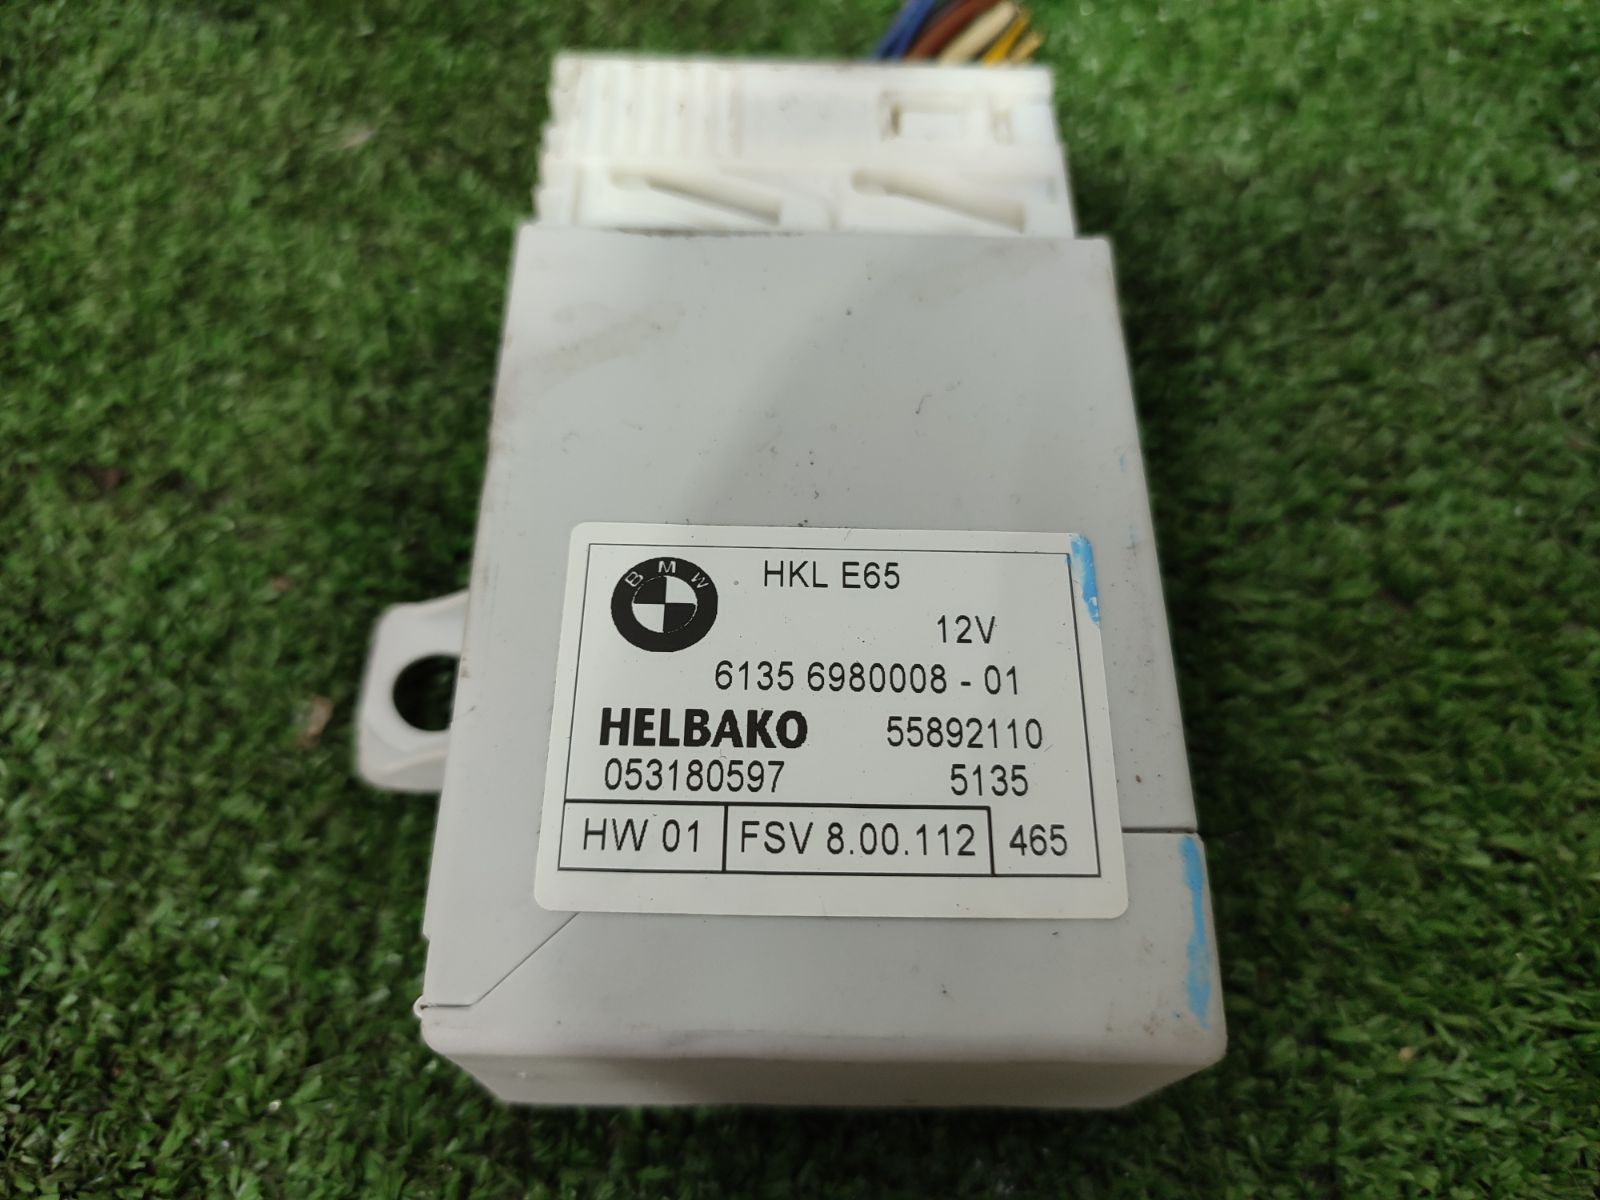 BMW
HKL E65
12V
6135 6980008 - 01
HELBAKO 55892110
053180597 5135
HW 01 FSV 8.00.112 465